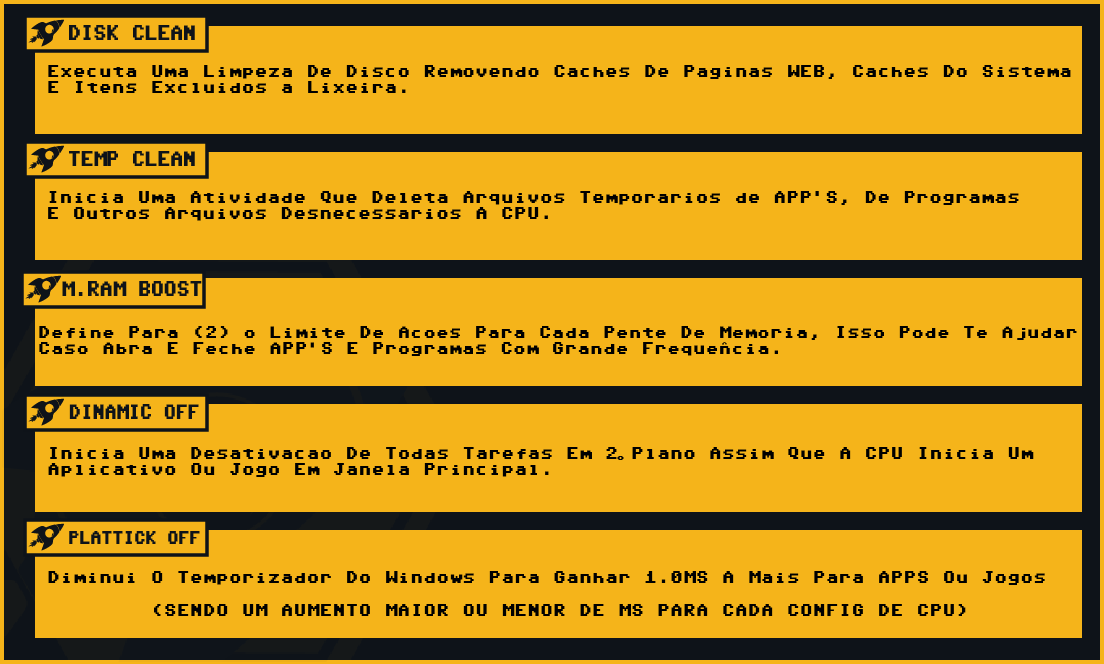 DISK CLEAN
Executa Uma Limpeza De Disco Removendo Caches De Paginas WEB, Caches Do Sistema
E Itens Excluidos a Lixeira.
TEMP CLEAN
Inicia Uma Atividade Que Deleta Arquivos Temporarios de APP'S, De Programas
E Outros Arquivos Desnecessarios A CPU.
M.RAM BOOST
Define Para (2) o Limite De Acoes Para Cada Pente De Memoria, Isso Pode Te Ajudar
Caso Abra E Feche APP'S E Programas Com Grande Frequência.
DINAMIC OFF
Inicia Uma Desativacao De Todas Tarefas Em 2。Plano Assim Que A CPU Inicia Um
Aplicativo Ou Jogo Em Janela Principal.
PLATTICK OFF
Diminui O Temporizador Do Windows Para Ganhar 1.0MS A Mais Para APPS Ou Jogos
(SENDO UM AUMENTO MAIOR OU MENOR DE MS PARA CADA CONFIG DE CPU)